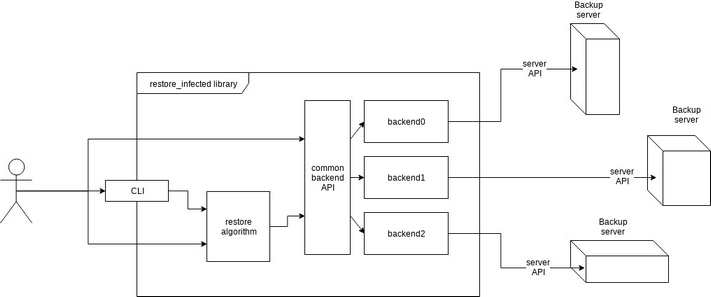 Backup
server
restore_infected library
server
API
backend0
Backup
server
common
backend
API
backend1
server
API
CLI
restore
algorithm
backend2
Backup
server
server
API